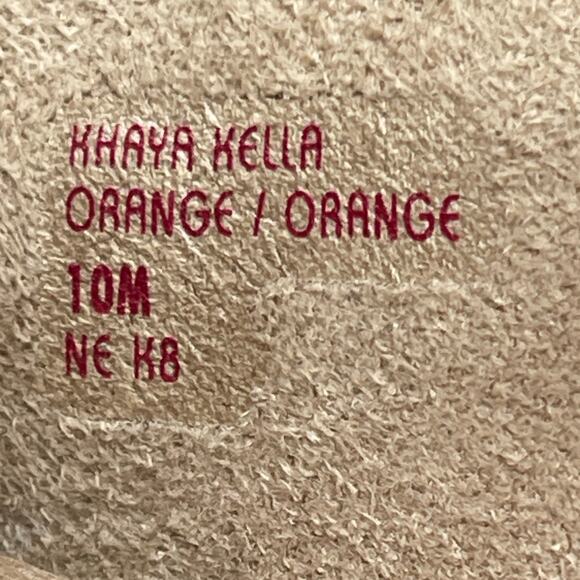 KHAYA KELLA
ORANGE / ORANGE
10M
NE K8